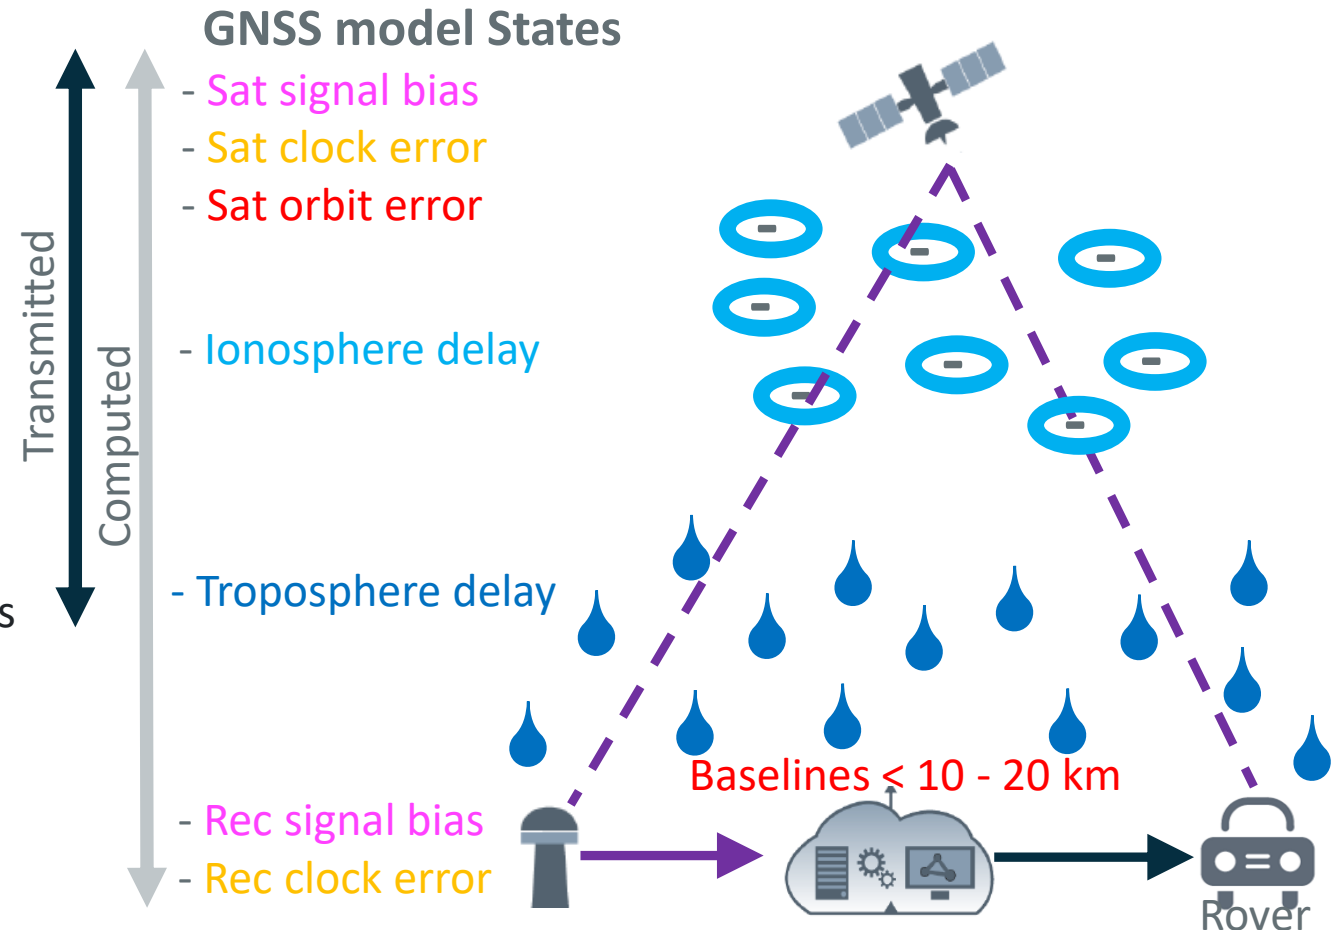 GNSS model States
- Sat signal bias
- Sat clock error
- Sat orbit error
Transmitted
Computed
- Ionosphere delay
- Troposphere delay
s
Baselines < 10 - 20 km
- Rec signal bias
- Rec clock error
Rover